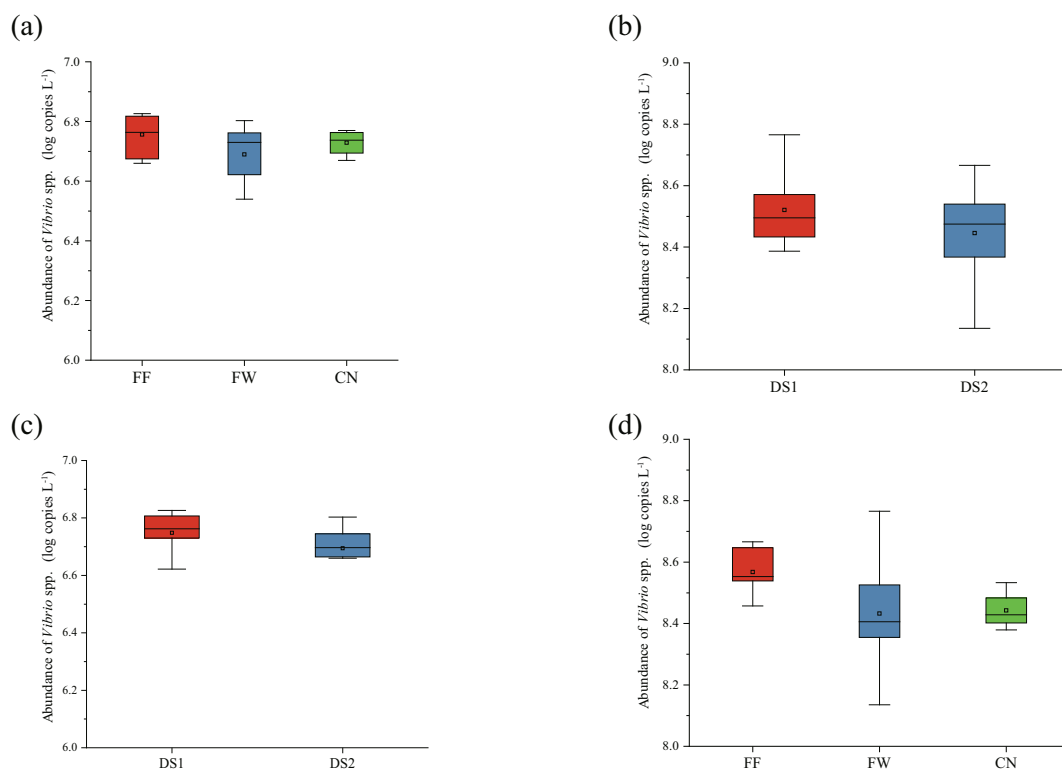 (a)
Abundance of Vibrio spp. (log copies L⁻¹)
7.0
6.8
6.6
6.4
6.2
6.0
FF FW CN
(b)
Abundance of Vibrio spp. (log copies L⁻¹)
9.0
8.8
8.6
8.4
8.2
8.0
DS1 DS2
(c)
Abundance of Vibrio spp. (log copies L⁻¹)
7.0
6.8
6.6
6.4
6.2
6.0
DS1 DS2
(d)
Abundance of Vibrio spp. (log copies L⁻¹)
9.0
8.8
8.6
8.4
8.2
8.0
FF FW CN